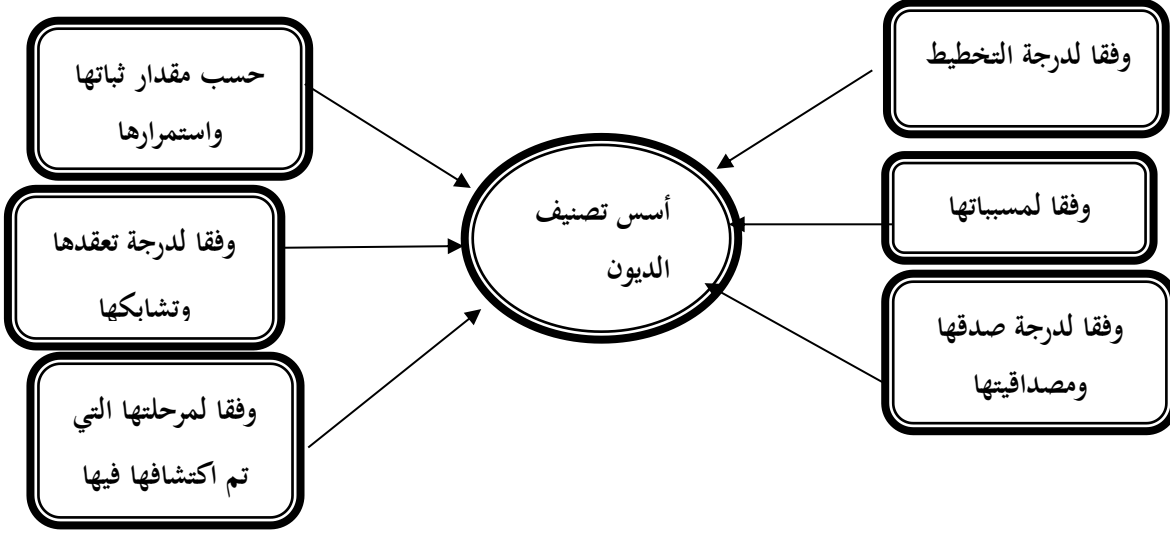 وفقا لدرجة التخطيط
وفقا لمسبباتها
وفقا لدرجة صدقها
ومصداقيتها
أسس تصنيف
الديون
حسب مقدار ثباتها
واستمرارها
وفقا لدرجة تعقدها
وتشابكها
وفقا لمرحلتها التي
تم اكتشافها فيها